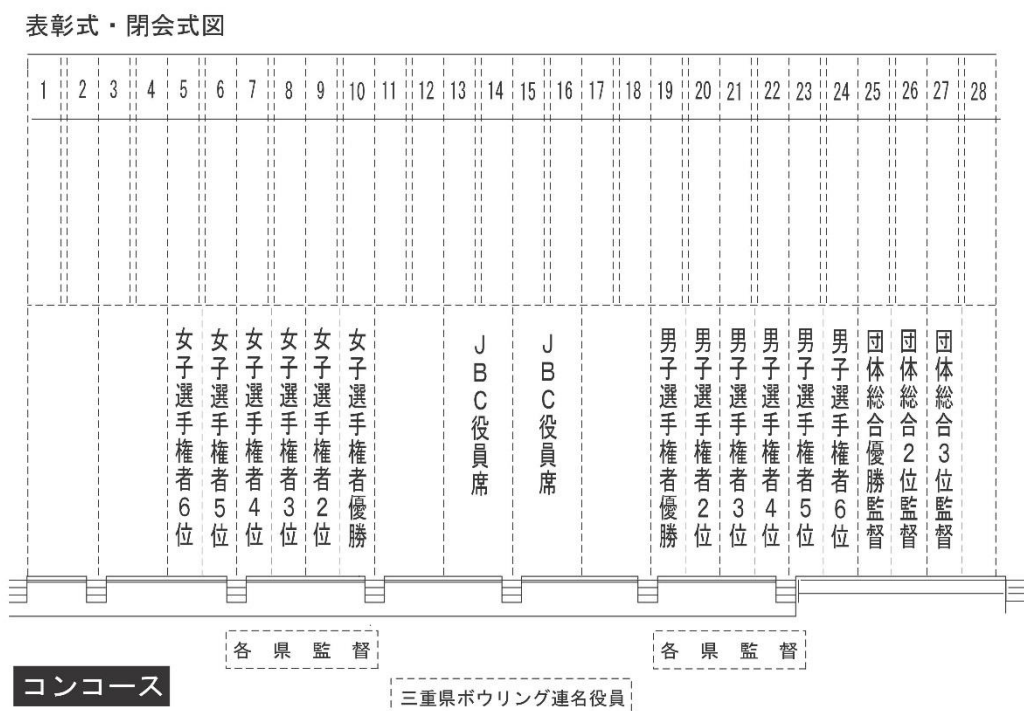 表彰式・閉会式図
1 2 3 4 5 6 7 8 9 10 11 12 13 14 15 16 17 18 19 20 21 22 23 24 25 26 27 28
女子選手権者6位
女子選手権者5位
女子選手権者4位
女子選手権者3位
女子選手権者2位
女子選手権者優勝
JBC役員席
JBC役員席
男子選手権者優勝
男子選手権者2位
男子選手権者3位
男子選手権者4位
男子選手権者5位
男子選手権者6位
団体総合優勝監督
団体総合2位監督
団体総合3位監督
各県監督
各県監督
コンコース
三重県ボウリング連名役員